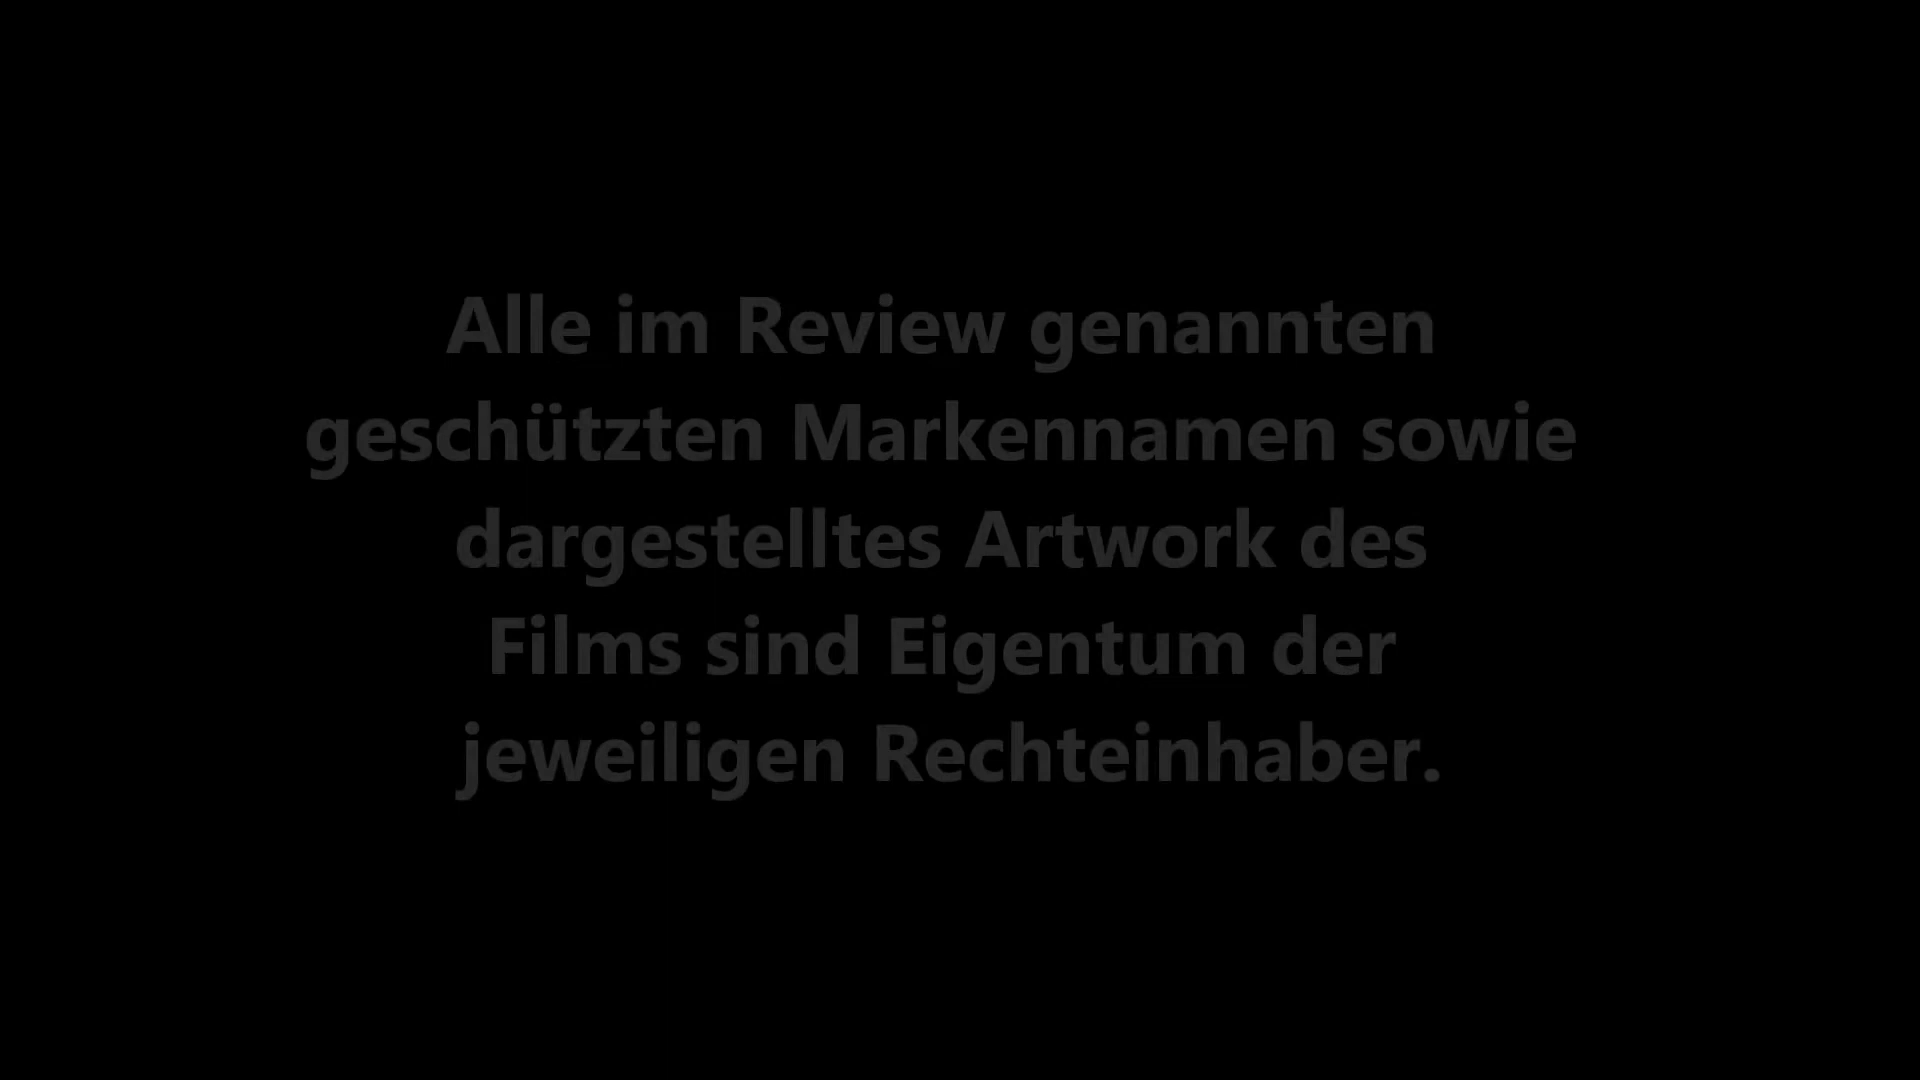 Alle im Review genannten
geschützten Markennamen sowie
dargestelltes Artwork des
Films sind Eigentum der
jeweiligen Rechteinhaber.